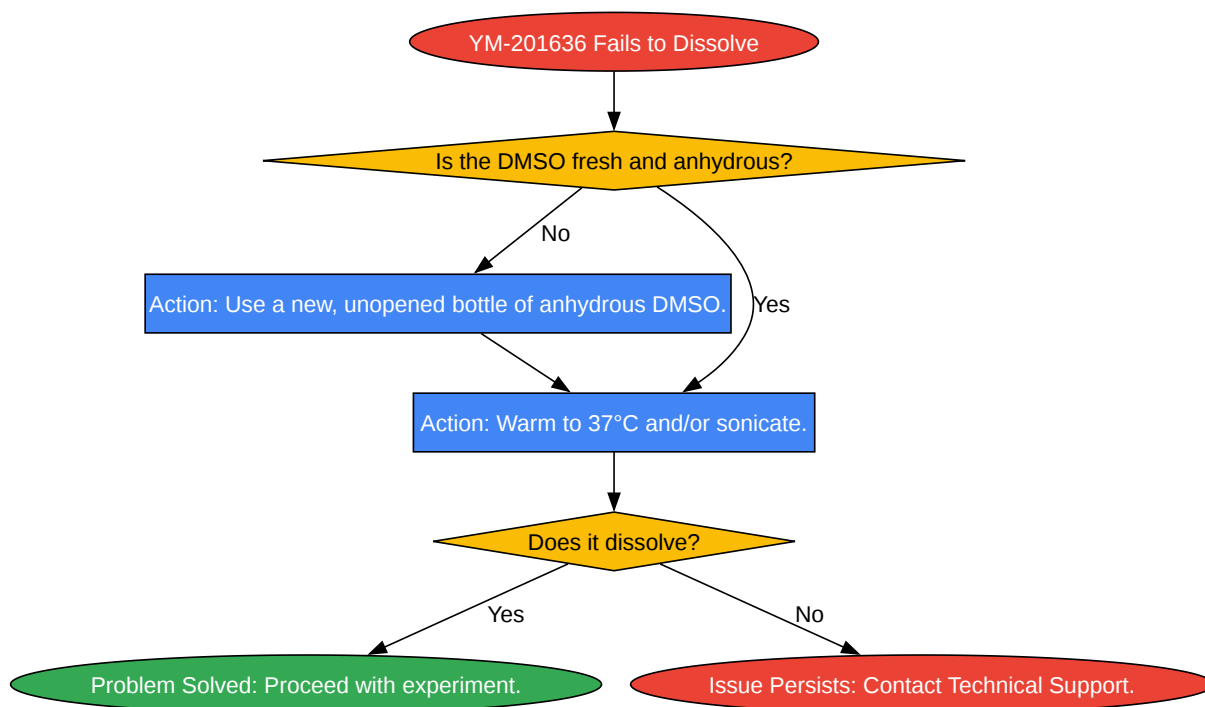 YM-201636 Fails to Dissolve
Is the DMSO fresh and anhydrous?
No
Action: Use a new, unopened bottle of anhydrous DMSO.
Yes
Action: Warm to 37°C and/or sonicate.
Does it dissolve?
Yes
No
Problem Solved: Proceed with experiment.
Issue Persists: Contact Technical Support.